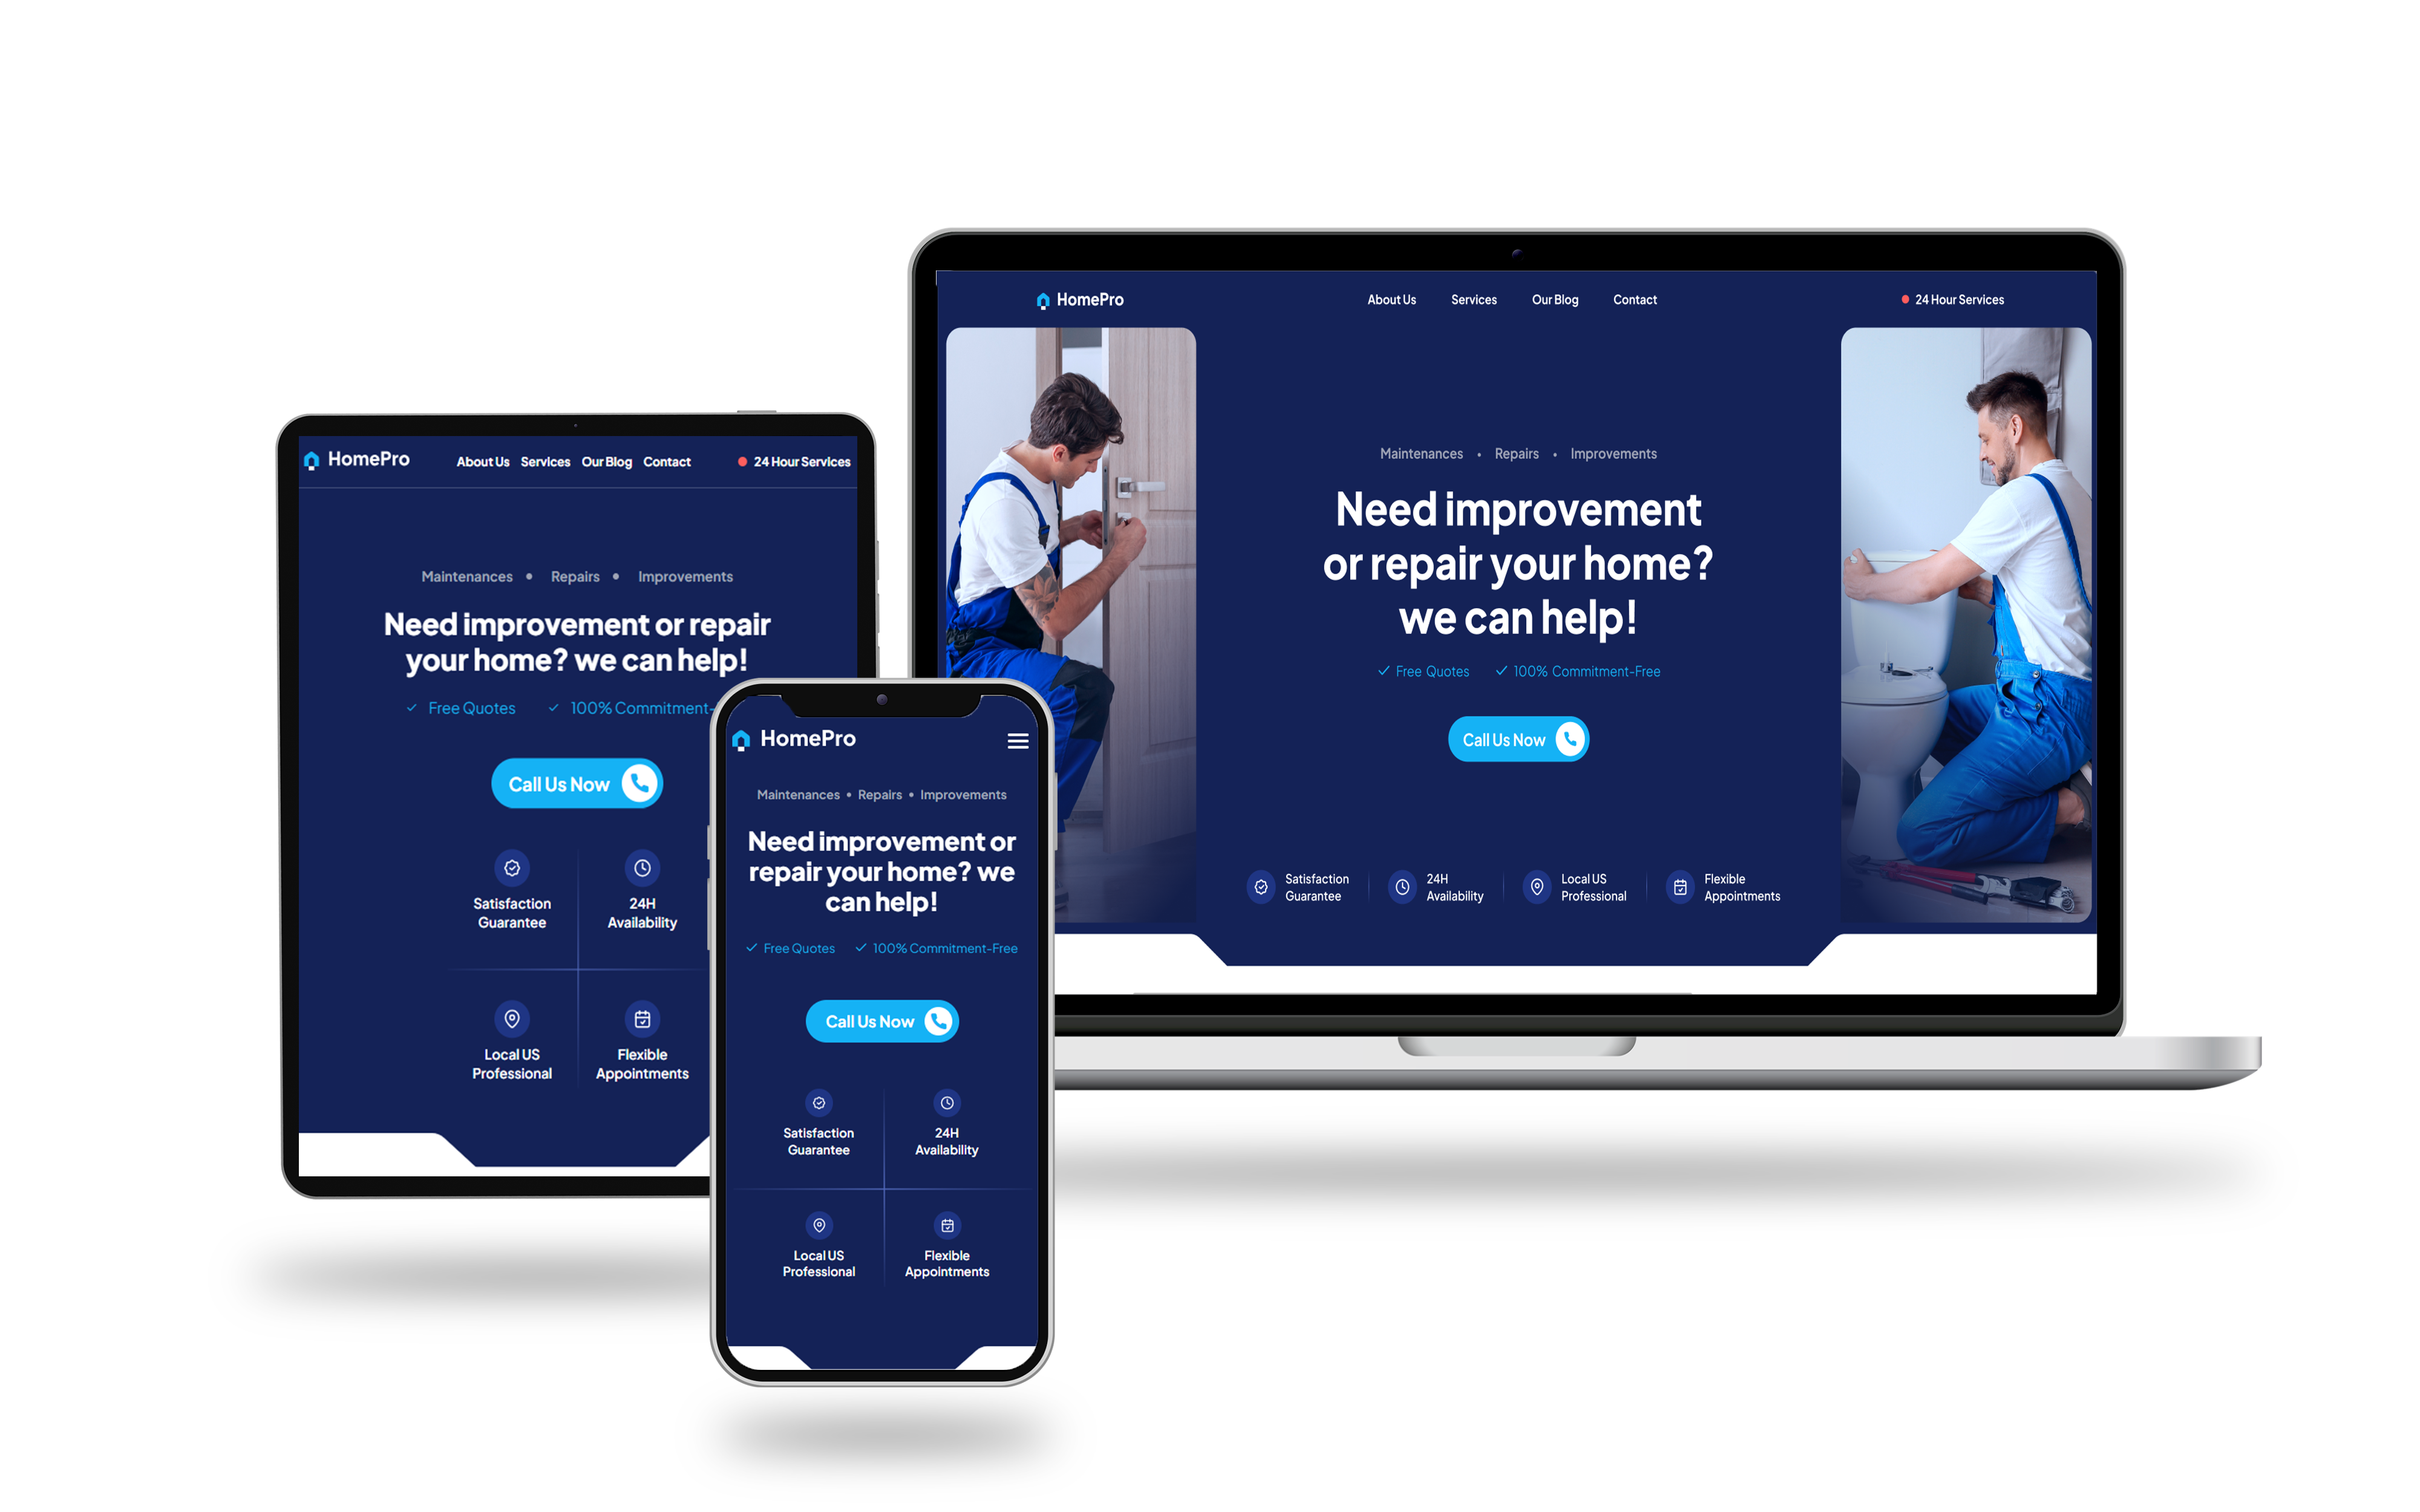 HomePro
About Us Services Our Blog Contact
24 Hour Services
Maintenances • Repairs • Improvements
Need improvement
or repair your home?
we can help!
Free Quotes 100% Commitment-Free
Call Us Now
Satisfaction
Guarantee
24H
Availability
Local US
Professional
Flexible
Appointments
HomePro
About Us Services Our Blog Contact
24 Hour Services
Maintenances • Repairs • Improvements
Need improvement or repair
your home? we can help!
Free Quotes 100% Commitment-
Call Us Now
Satisfaction
Guarantee
24H
Availability
Local US
Professional
Flexible
Appointments
HomePro
Maintenances • Repairs • Improvements
Need improvement or
repair your home? we
can help!
Free Quotes 100% Commitment-Free
Call Us Now
Satisfaction
Guarantee
24H
Availability
Local US
Professional
Flexible
Appointments